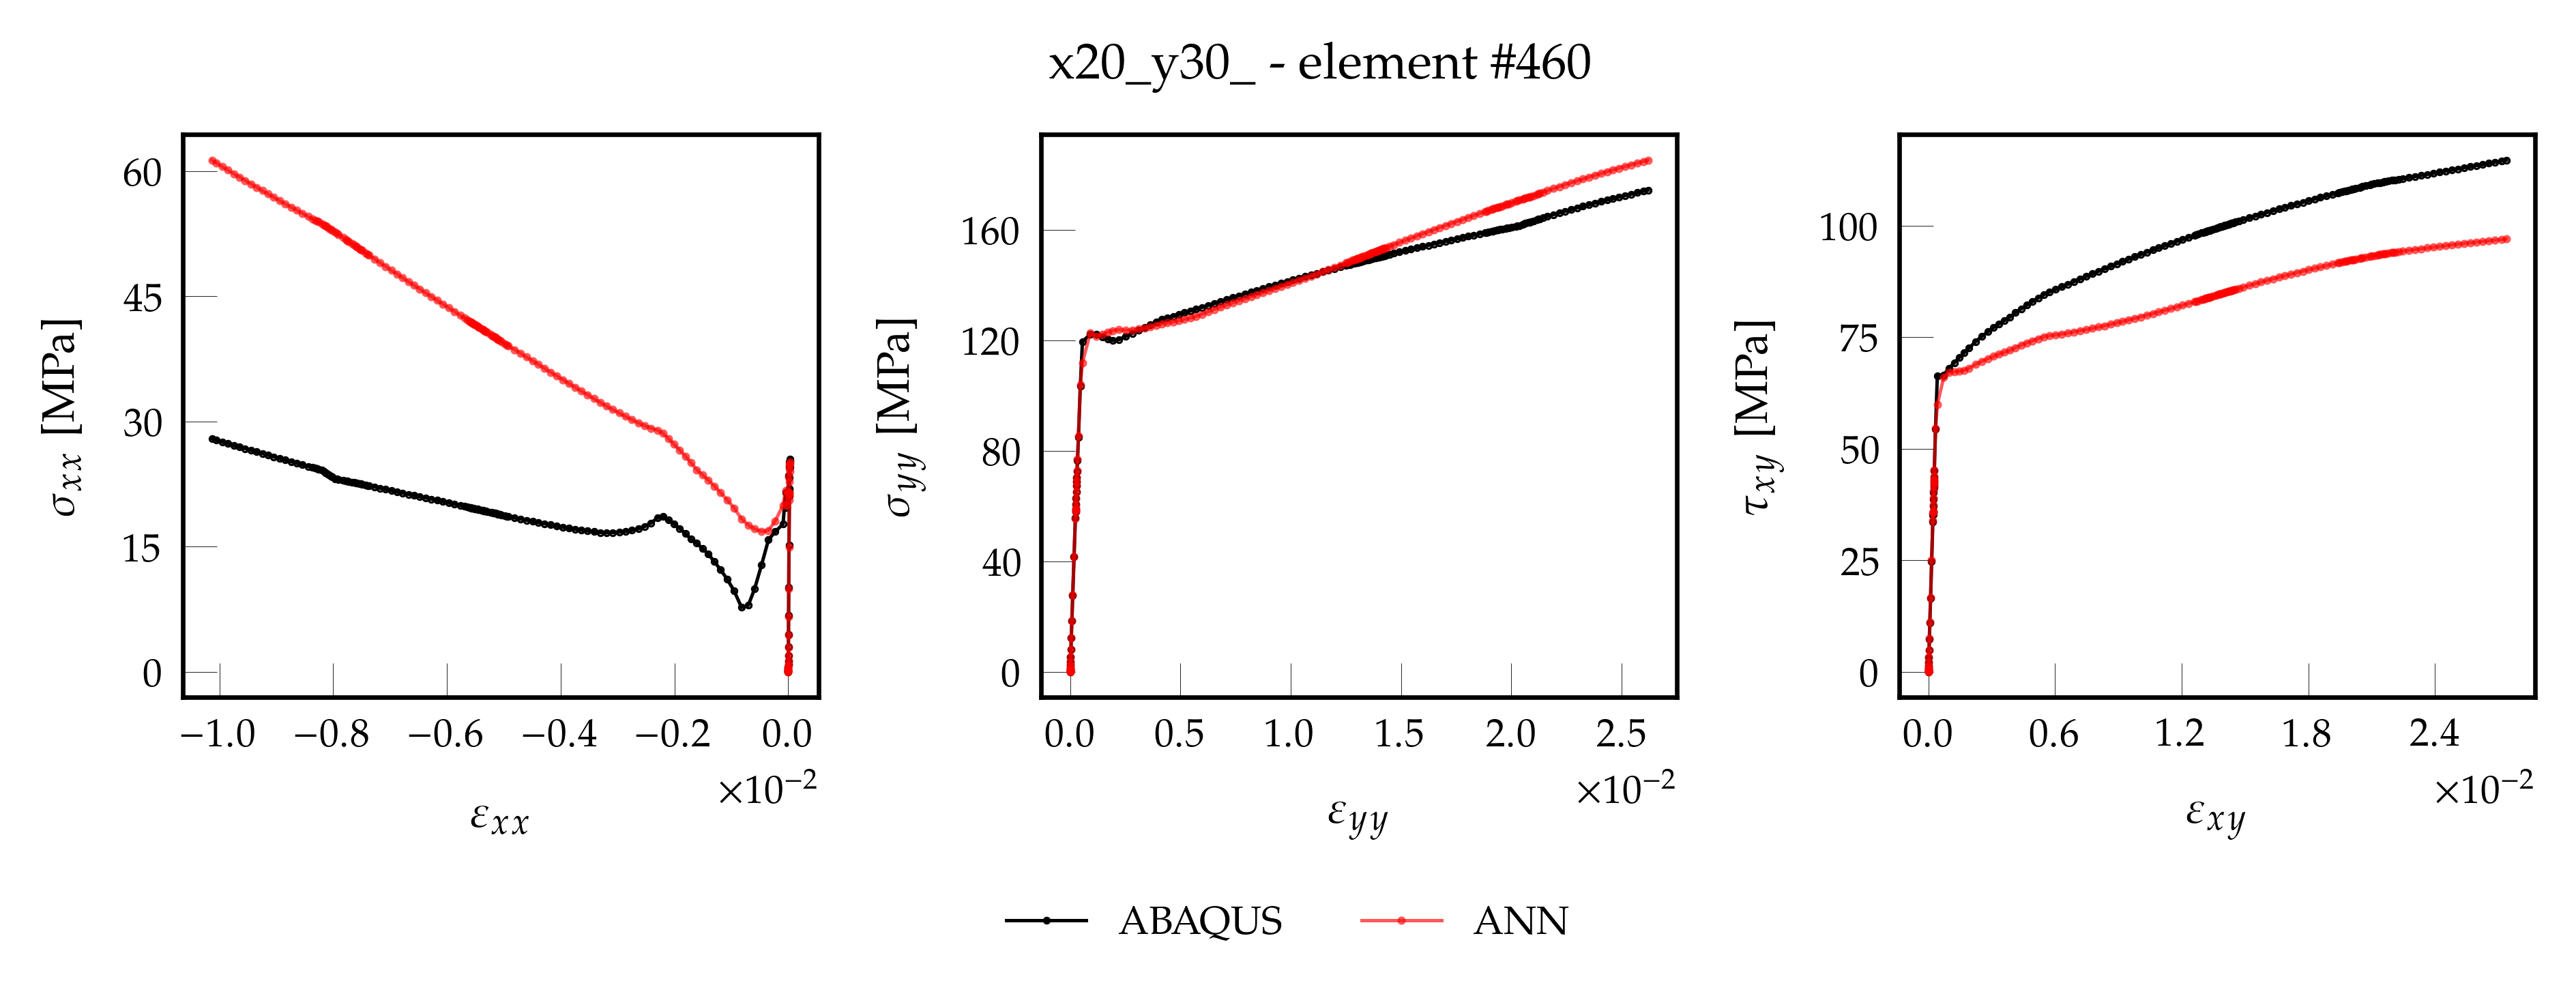 x20_y30_ - element #460
60
45
30
15
0
σxx [MPa]
−1.0 −0.8 −0.6 −0.4 −0.2 0.0
×10−2
εxx
160
120
80
40
0
σyy [MPa]
0.0 0.5 1.0 1.5 2.0 2.5
×10−2
εyy
100
75
50
25
0
τxy [MPa]
0.0 0.6 1.2 1.8 2.4
×10−2
εxy
ABAQUS ANN